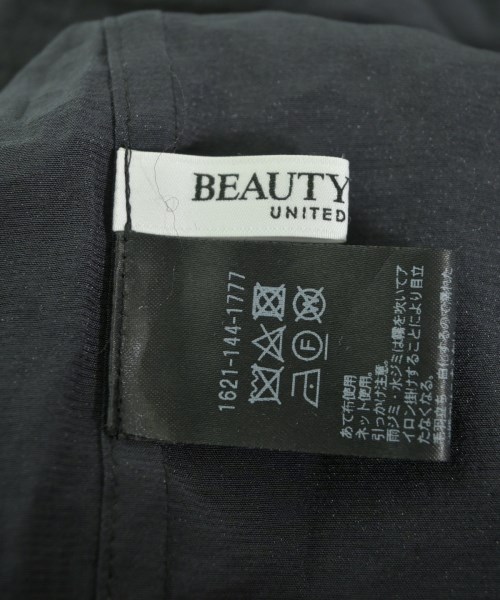 BEAUTY
UNITED
1621-144-1777
あて布使用
ネット使用。
引っかけ注意。
雨ジミ・水ジミは霧を吹いてア
イロン掛けすることにより目立
たなくなる。